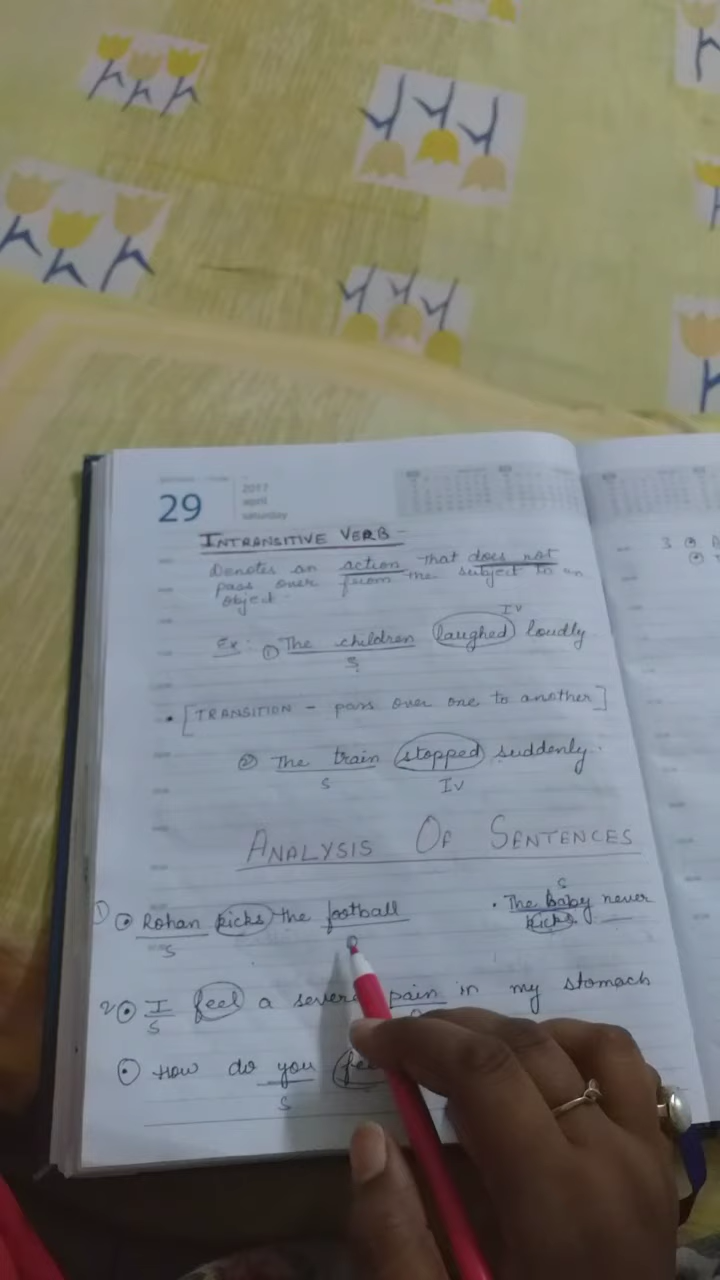 29
2017
april
saturday
INTRANSITIVE VERB -
Denotes an action that does not
pass over from the subject to an
object.
IV
Ex: ① The children laughed loudly
S
• [TRANSITION - pass over one to another]
② The train stopped suddenly.
S IV
ANALYSIS OF SENTENCES
1) • Rohan kicks the football
S O
S
• The baby never
kicks.
2) • I feel a severe pain in my stomach
S
• How do you
S
3